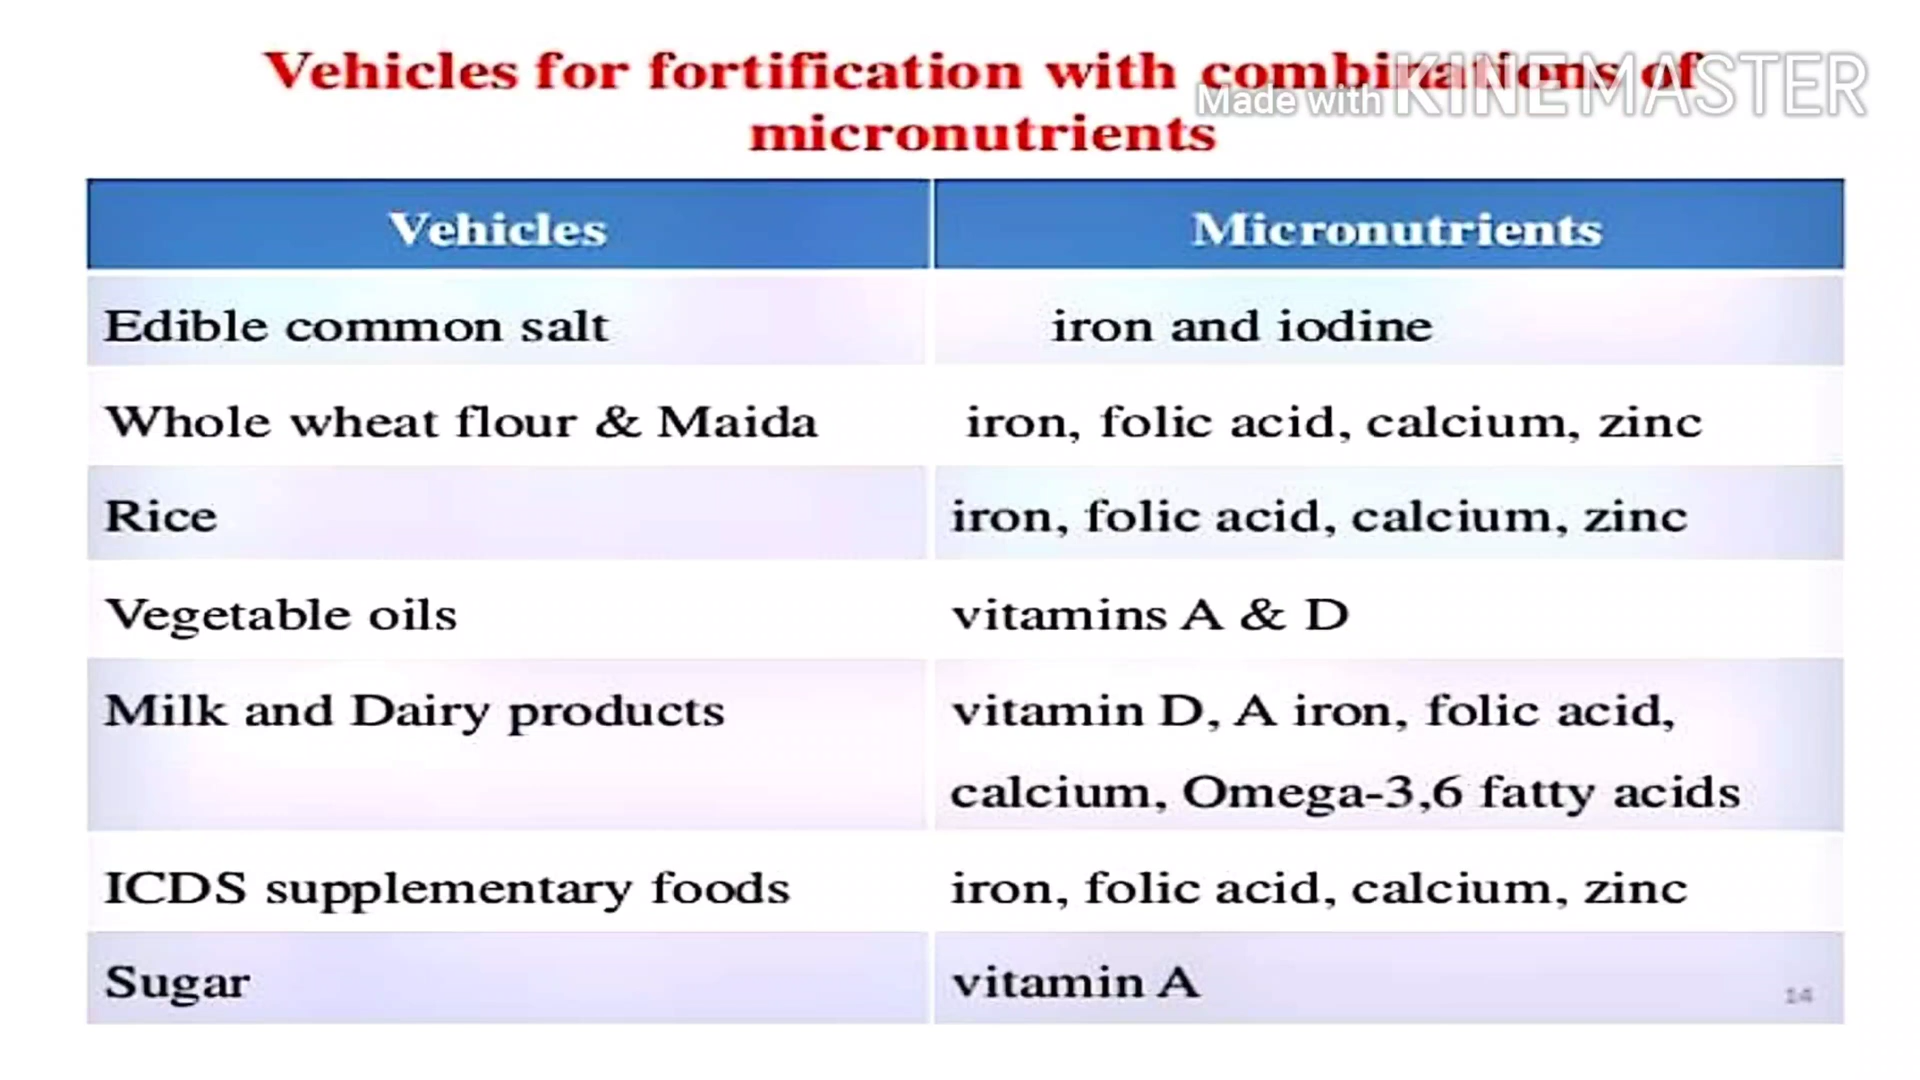 Vehicles for fortification with combinations of
micronutrients
Made with KINEMASTER
Vehicles Micronutrients
Edible common salt iron and iodine
Whole wheat flour & Maida iron, folic acid, calcium, zinc
Rice iron, folic acid, calcium, zinc
Vegetable oils vitamins A & D
Milk and Dairy products vitamin D, A iron, folic acid,
calcium, Omega-3,6 fatty acids
ICDS supplementary foods iron, folic acid, calcium, zinc
Sugar vitamin A
14